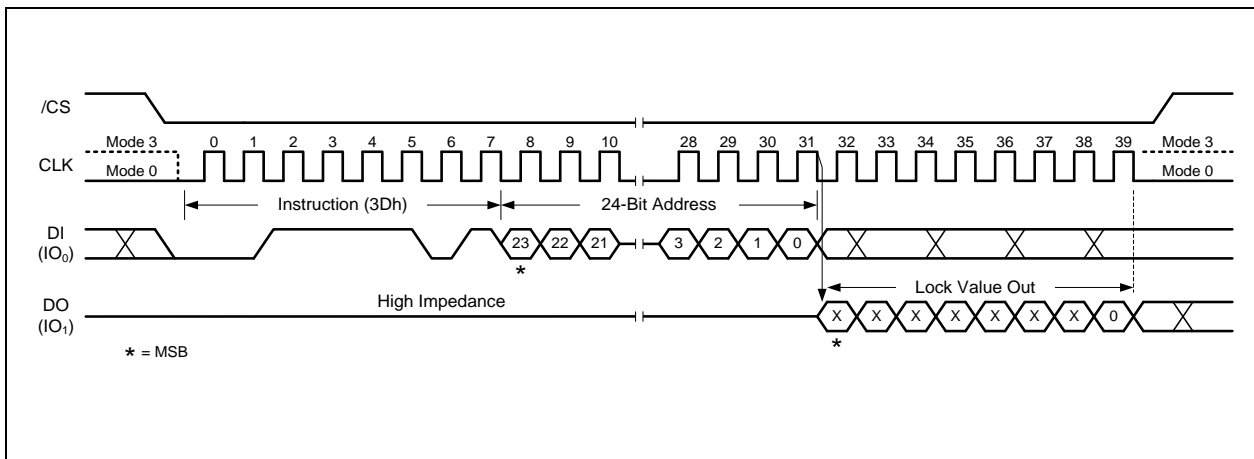 /CS
Mode 3 0 1 2 3 4 5 6 7 8 9 10 28 29 30 31 32 33 34 35 36 37 38 39 Mode 3
CLK
Mode 0 Mode 0
Instruction (3Dh) 24-Bit Address
DI
(IO₀)
23 22 21 3 2 1 0
*
High Impedance Lock Value Out
DO
(IO₁)
X X X X X X X 0
*
* = MSB